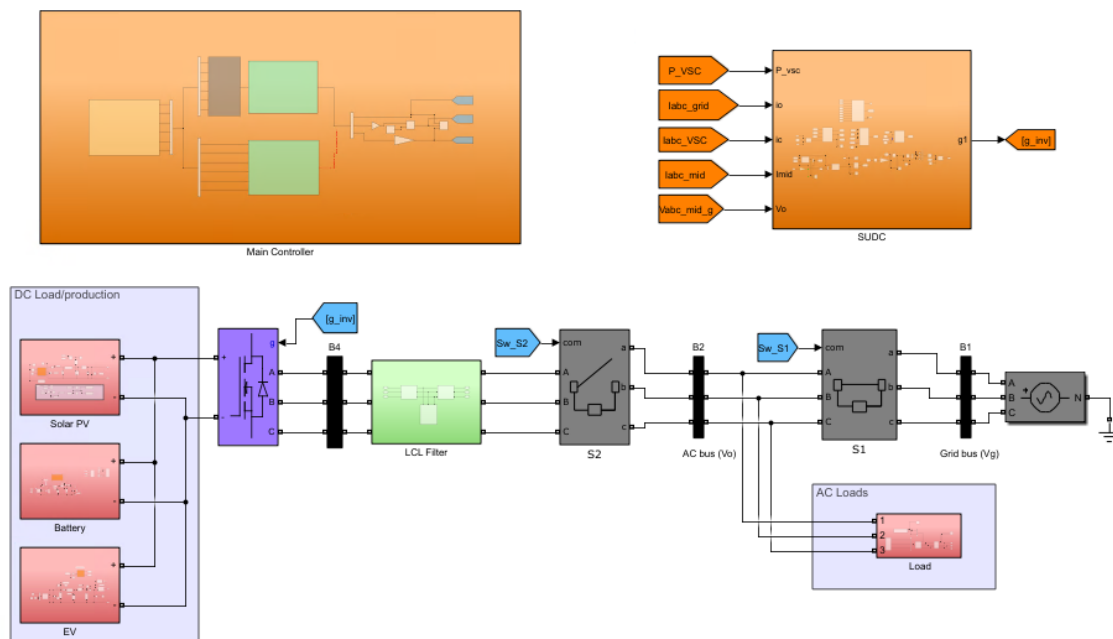 Main Controller
P_VSC
Iabc_grid
Iabc_VSC
Iabc_mid
Vabc_mid_g
P_vsc
io
ic
Imid
Vo
g1
[g_inv]
SUDC
DC Load/production
+
-
Solar PV
+
-
Battery
+
-
EV
[g_inv]
g
+
-
A
B
C
B4
LCL Filter
Sw_S2
com
A
B
C
a
b
c
S2
B2
AC bus (Vo)
Sw_S1
com
A
B
C
a
b
c
S1
B1
Grid bus (Vg)
A
B
C
+
N
AC Loads
1
2
3
Load